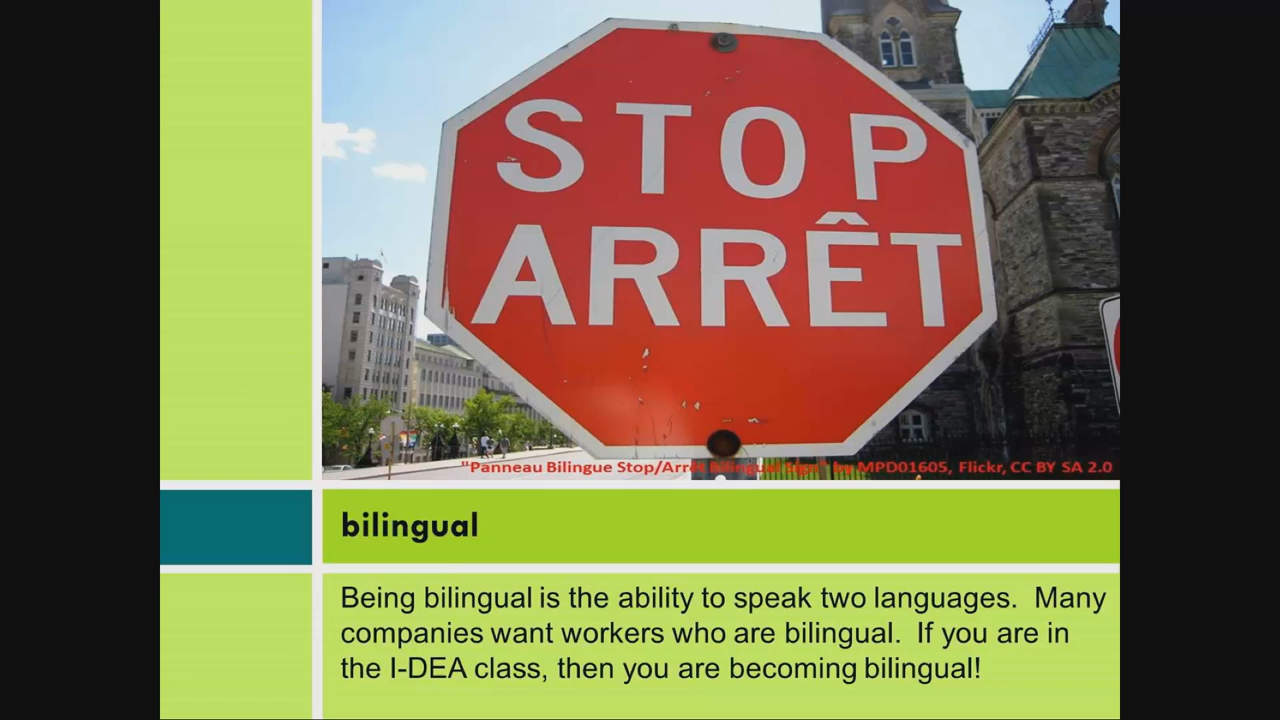 STOP
ARRÊT
"Panneau Bilingue Stop/Arrêt Bilingual Sign" by MPD01605, Flickr, CC BY SA 2.0
bilingual
Being bilingual is the ability to speak two languages.  Many
companies want workers who are bilingual.  If you are in
the I-DEA class, then you are becoming bilingual!